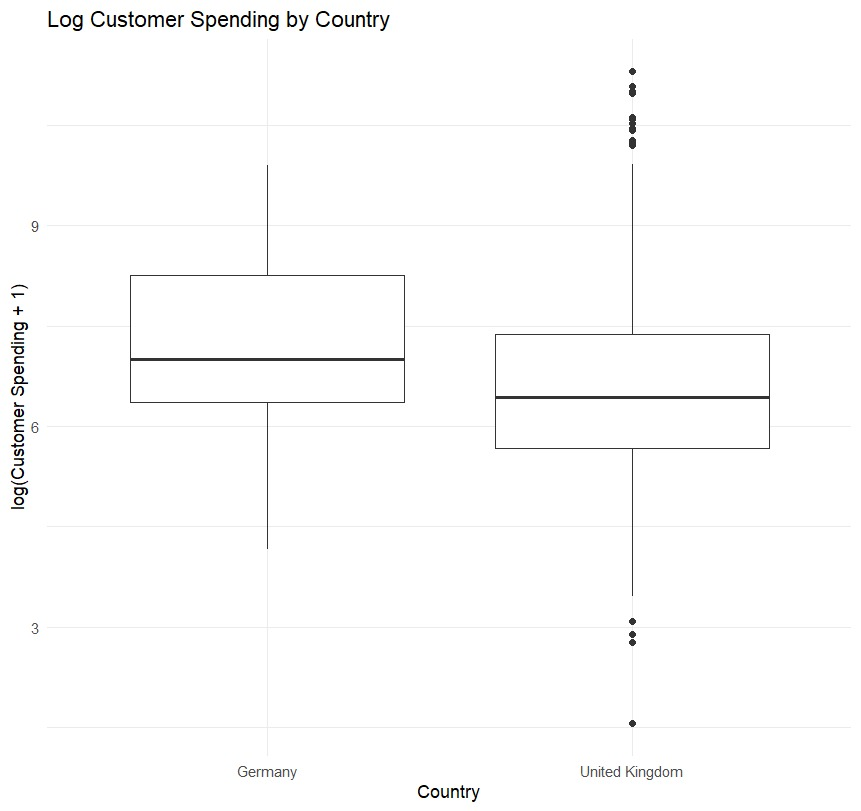 Log Customer Spending by Country
log(Customer Spending + 1)
9
6
3
Germany
United Kingdom
Country